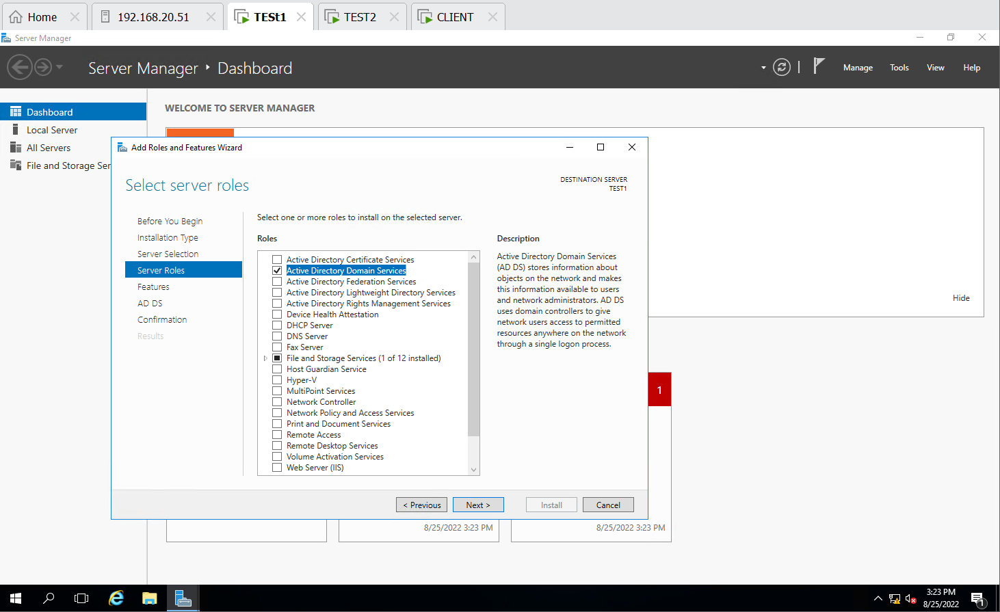 Home
192.168.20.51
TESt1
TEST2
CLIENT
Server Manager
Server Manager
Dashboard
Manage
Tools
View
Help
Dashboard
Local Server
All Servers
File and Storage Ser
WELCOME TO SERVER MANAGER
Hide
Add Roles and Features Wizard
Select server roles
DESTINATION SERVER
TEST1
Before You Begin
Installation Type
Server Selection
Server Roles
Features
AD DS
Confirmation
Results
Select one or more roles to install on the selected server.
Roles
Active Directory Certificate Services
Active Directory Domain Services
Active Directory Federation Services
Active Directory Lightweight Directory Services
Active Directory Rights Management Services
Device Health Attestation
DHCP Server
DNS Server
Fax Server
File and Storage Services (1 of 12 installed)
Host Guardian Service
Hyper-V
MultiPoint Services
Network Controller
Network Policy and Access Services
Print and Document Services
Remote Access
Remote Desktop Services
Volume Activation Services
Web Server (IIS)
Description
Active Directory Domain Services
(AD DS) stores information about
objects on the network and makes
this information available to users
and network administrators. AD DS
uses domain controllers to give
network users access to permitted
resources anywhere on the network
through a single logon process.
< Previous
Next >
Install
Cancel
1
8/25/2022 3:23 PM
8/25/2022 3:23 PM
3:23 PM
8/25/2022
1